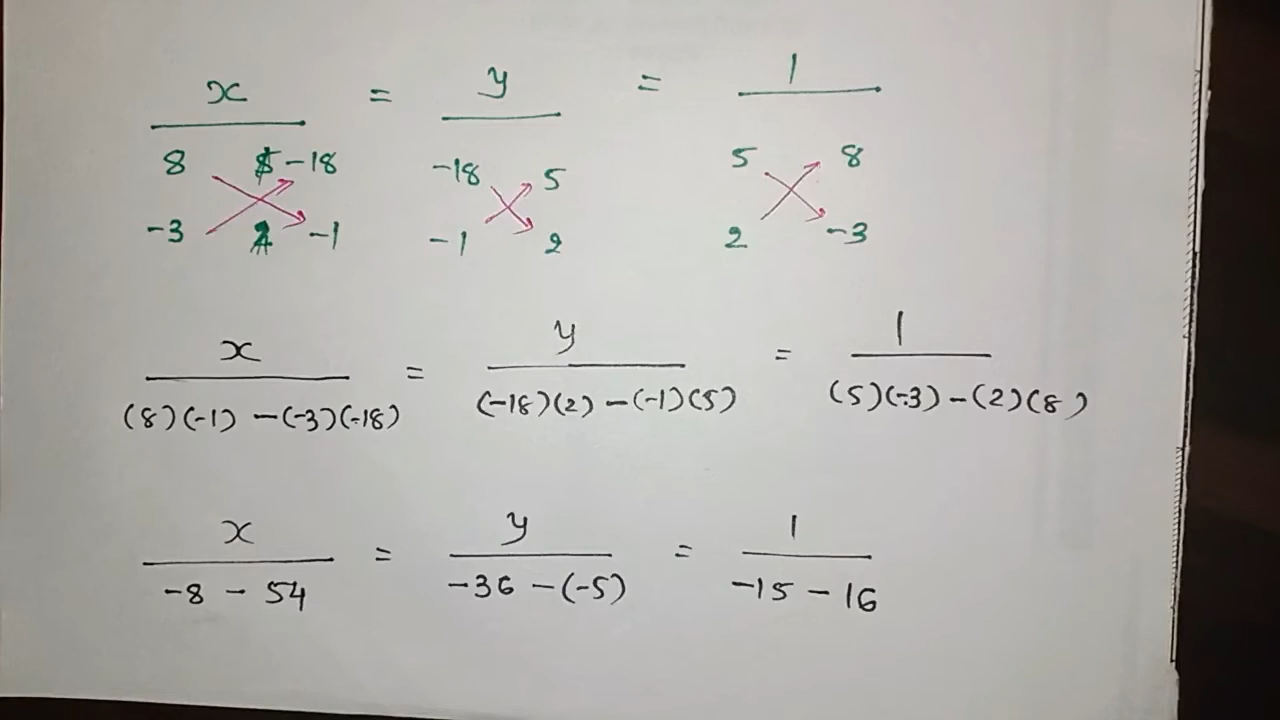 x = y = 1
8 -18 -18 5 5 8
-3 -1 -1 2 2 -3
x = y = 1
(8)(-1) -(-3)(-18) (-18)(2) -(-1)(5) (5)(-3) -(2)(8)
x = y = 1
-8 - 54 -36 -(-5) -15 - 16